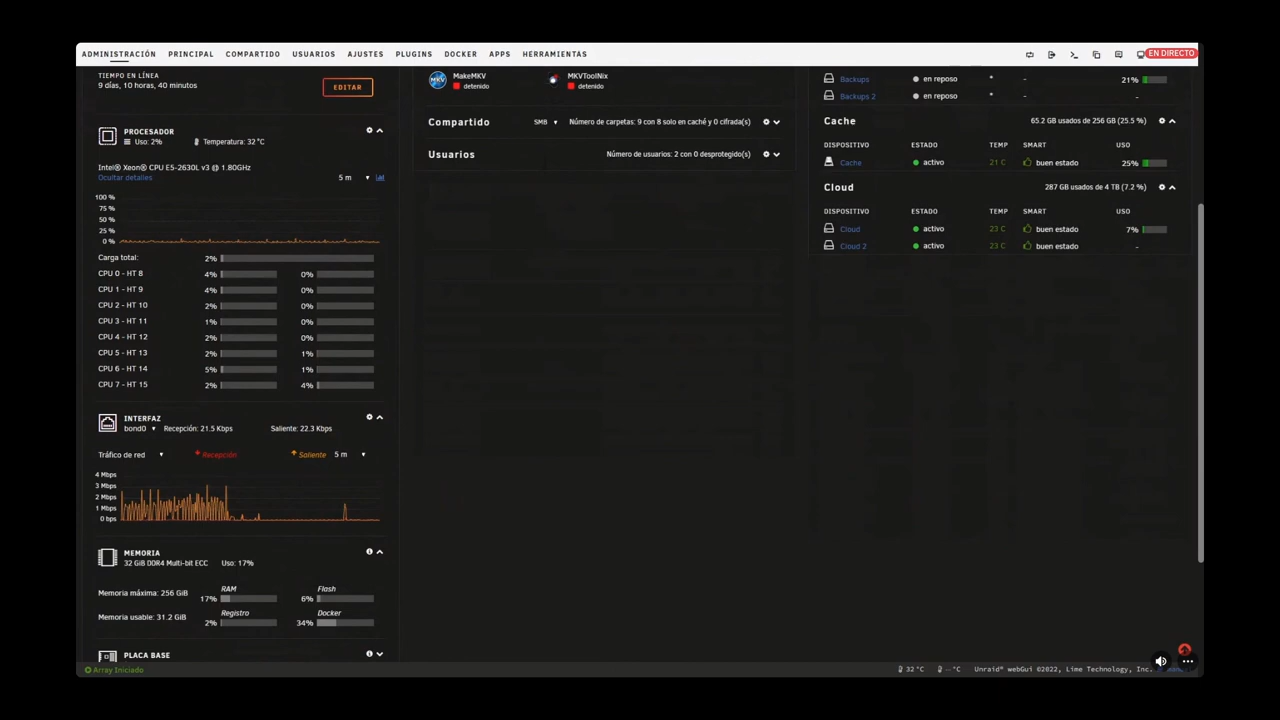 ADMINISTRACIÓN PRINCIPAL COMPARTIDO USUARIOS AJUSTES PLUGINS DOCKER APPS HERRAMIENTAS
EN DIRECTO
TIEMPO EN LÍNEA
9 días, 10 horas, 40 minutos
EDITAR
PROCESADOR
Uso: 2% Temperatura: 32 °C
Intel® Xeon® CPU E5-2630L v3 @ 1.80GHz
Ocultar detalles 5 m
100 %
75 %
50 %
25 %
0 %
Carga total: 2%
CPU 0 - HT 8 4% 0%
CPU 1 - HT 9 4% 0%
CPU 2 - HT 10 2% 0%
CPU 3 - HT 11 1% 0%
CPU 4 - HT 12 2% 0%
CPU 5 - HT 13 2% 1%
CPU 6 - HT 14 5% 1%
CPU 7 - HT 15 2% 4%
INTERFAZ
bond0 Recepción: 21.5 Kbps Saliente: 22.3 Kbps
Tráfico de red Recepción Saliente 5 m
4 Mbps
3 Mbps
2 Mbps
1 Mbps
0 bps
MEMORIA
32 GiB DDR4 Multi-bit ECC Uso: 17%
RAM Flash
Memoria máxima: 256 GiB 17% 6%
Registro Docker
Memoria usable: 31.2 GiB 2% 34%
PLACA BASE
MKV
MakeMKV
detenido
MKVToolNix
detenido
Compartido SMB Número de carpetas: 9 con 8 solo en caché y 0 cifrada(s)
Usuarios Número de usuarios: 2 con 0 desprotegido(s)
Backups en reposo * - 21%
Backups 2 en reposo * - -
Cache 65.2 GB usados de 256 GB (25.5 %)
DISPOSITIVO ESTADO TEMP SMART USO
Cache activo 21 C buen estado 25%
Cloud 287 GB usados de 4 TB (7.2 %)
DISPOSITIVO ESTADO TEMP SMART USO
Cloud activo 23 C buen estado 7%
Cloud 2 activo 23 C buen estado -
Array Iniciado
32 °C -- °C Unraid® webGui ©2022, Lime Technology, Inc.